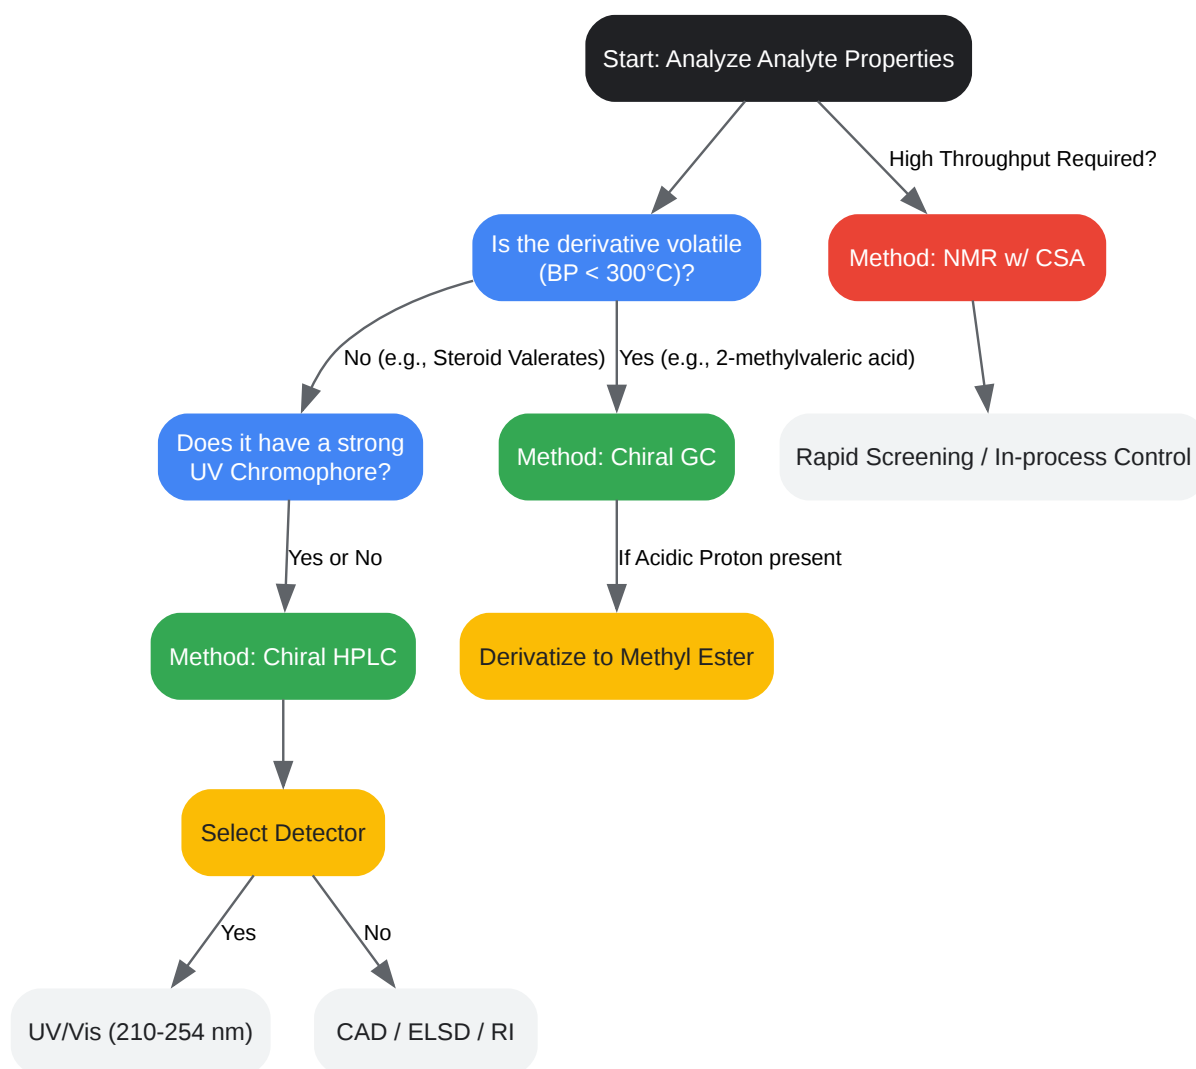 Start: Analyze Analyte Properties
High Throughput Required?
Is the derivative volatile
(BP < 300°C)?
Method: NMR w/ CSA
No (e.g., Steroid Valerates)
Yes (e.g., 2-methylvaleric acid)
Does it have a strong
UV Chromophore?
Method: Chiral GC
Rapid Screening / In-process Control
Yes or No
If Acidic Proton present
Method: Chiral HPLC
Derivatize to Methyl Ester
Select Detector
Yes
No
UV/Vis (210-254 nm)
CAD / ELSD / RI